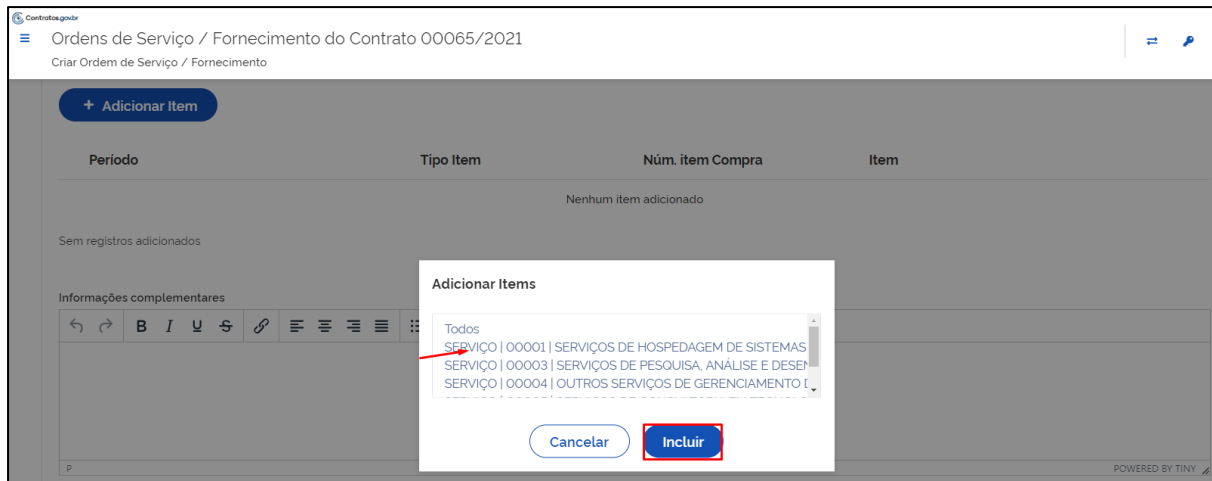 Contratos.gov.br
Ordens de Serviço / Fornecimento do Contrato 00065/2021
Criar Ordem de Serviço / Fornecimento
+ Adicionar Item
Período Tipo Item Núm. item Compra Item
Nenhum item adicionado
Sem registros adicionados
Adicionar Items
Todos
SERVIÇO | 00001 | SERVIÇOS DE HOSPEDAGEM DE SISTEMAS
SERVIÇO | 00003 | SERVIÇOS DE PESQUISA, ANÁLISE E DESEN
SERVIÇO | 00004 | OUTROS SERVIÇOS DE GERENCIAMENTO D
Cancelar Incluir
Informações complementares
B I U S
P
POWERED BY TINY